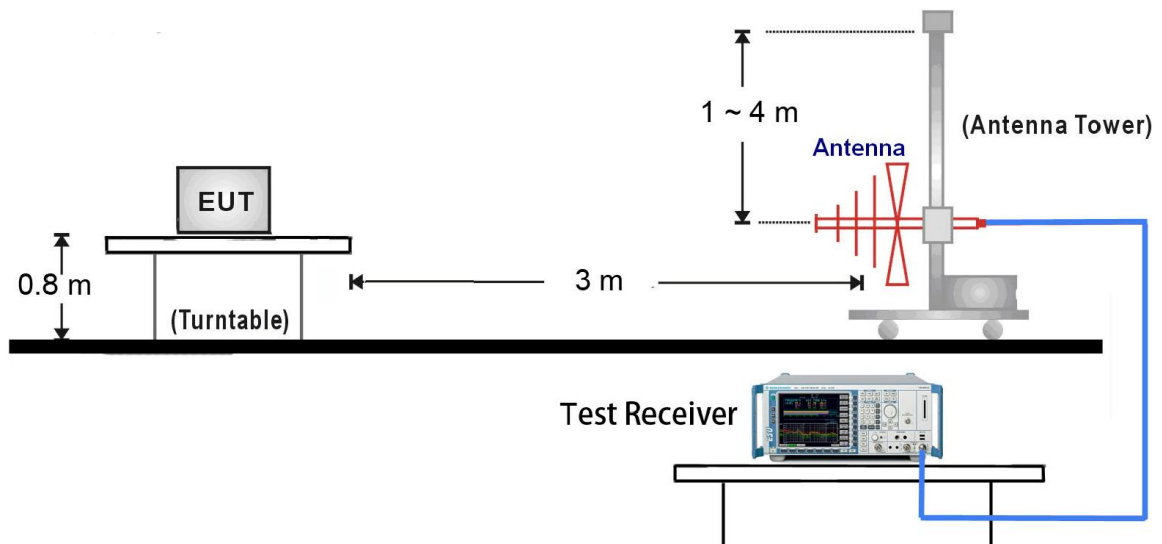 1 ~ 4 m
(Antenna Tower)
Antenna
EUT
0.8 m
3 m
(Turntable)
Test Receiver